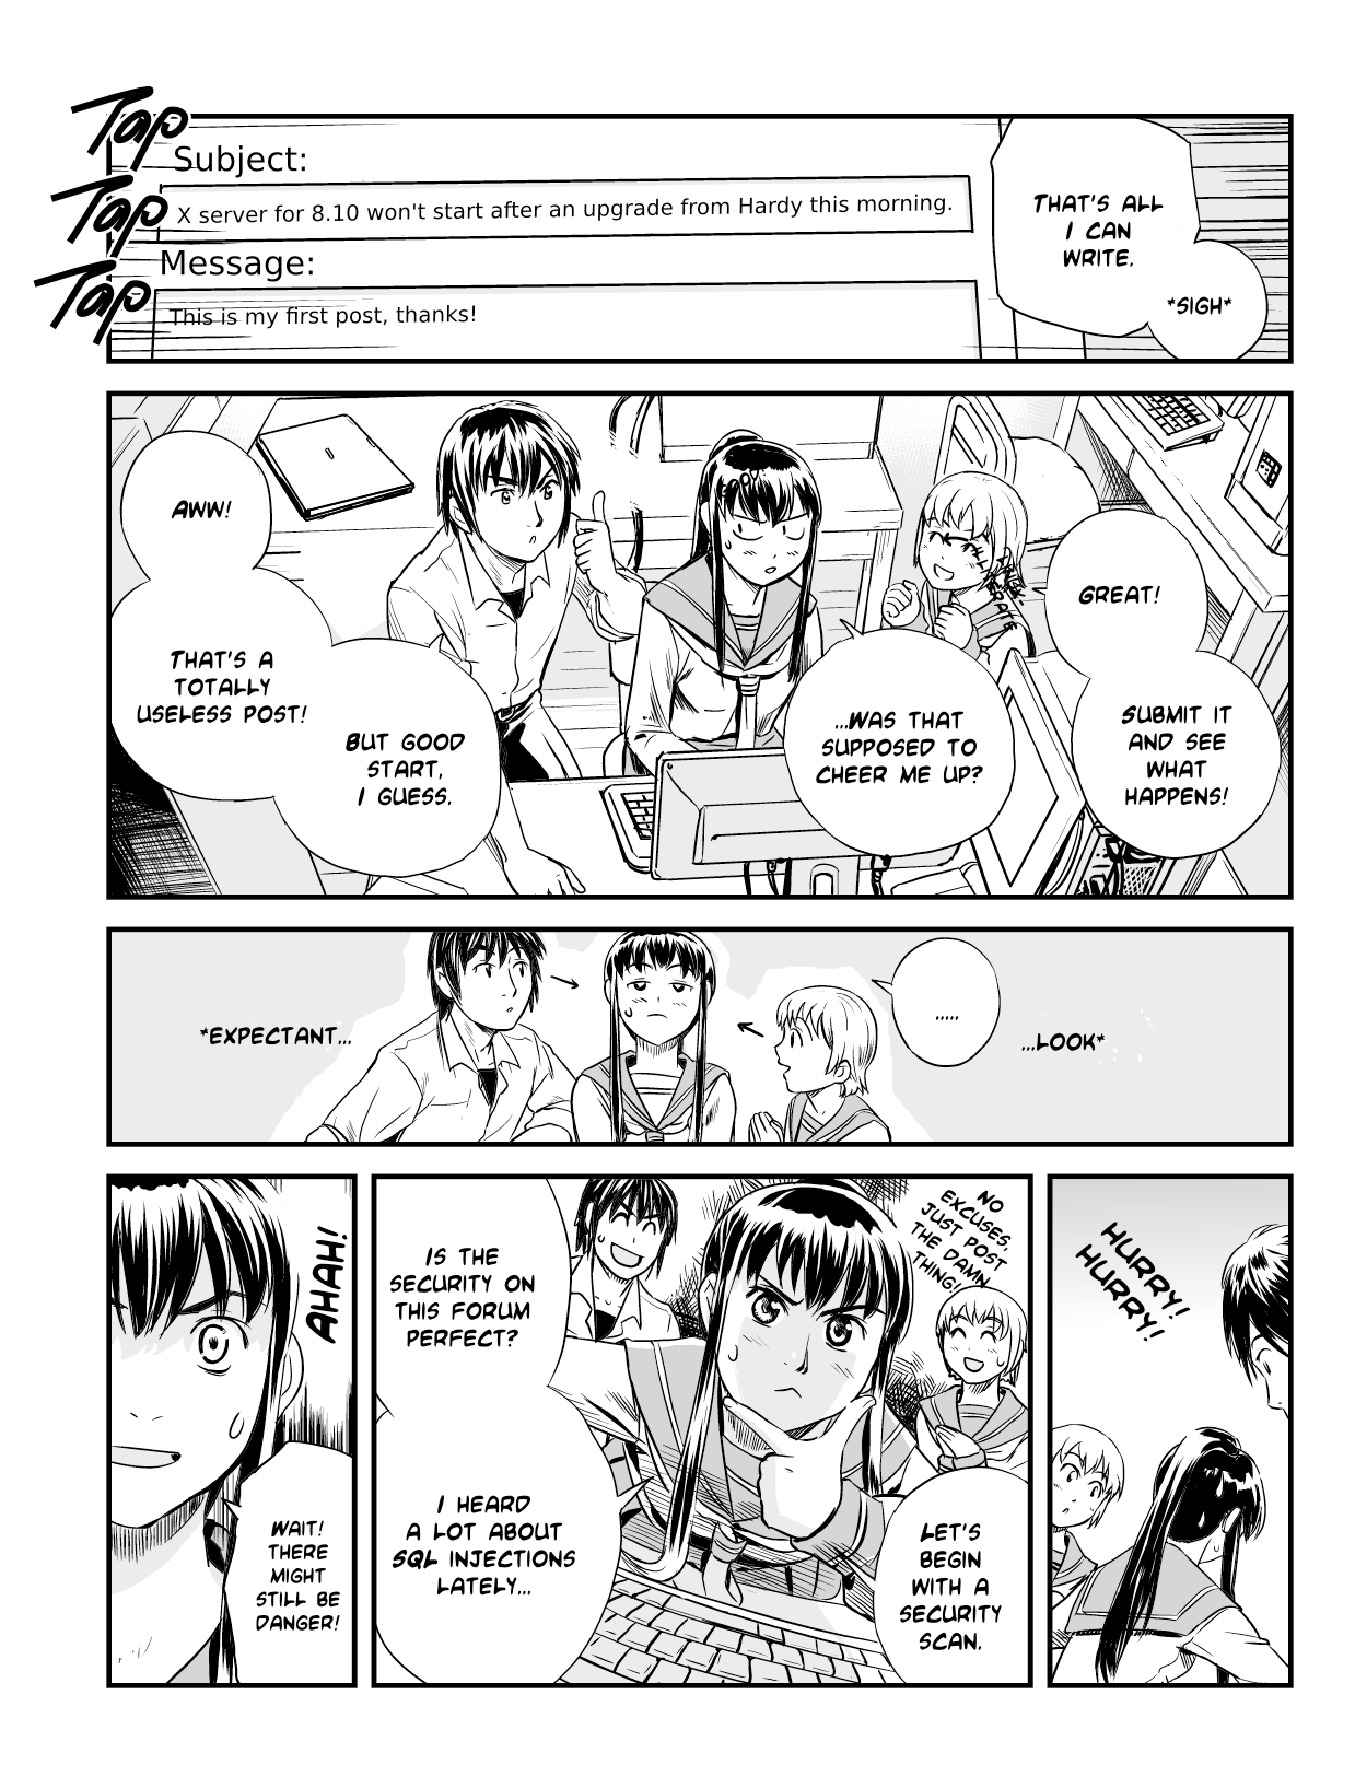 Tap
Tap
Tap
Subject:
X server for 8.10 won't start after an upgrade from Hardy this morning.
Message:
This is my first post, thanks!
THAT'S ALL
I CAN
WRITE.
*SIGH*
AWW!
THAT'S A
TOTALLY
USELESS POST!
BUT GOOD
START,
I GUESS.
...WAS THAT
SUPPOSED TO
CHEER ME UP?
GREAT!
SUBMIT IT
AND SEE
WHAT
HAPPENS!
*EXPECTANT...
.....
...LOOK*
AHAH!
WAIT!
THERE
MIGHT
STILL BE
DANGER!
IS THE
SECURITY ON
THIS FORUM
PERFECT?
I HEARD
A LOT ABOUT
SQL INJECTIONS
LATELY...
NO
EXCUSES,
JUST POST
THE DAMN
THING!
LET'S
BEGIN
WITH A
SECURITY
SCAN.
HURRY!
HURRY!